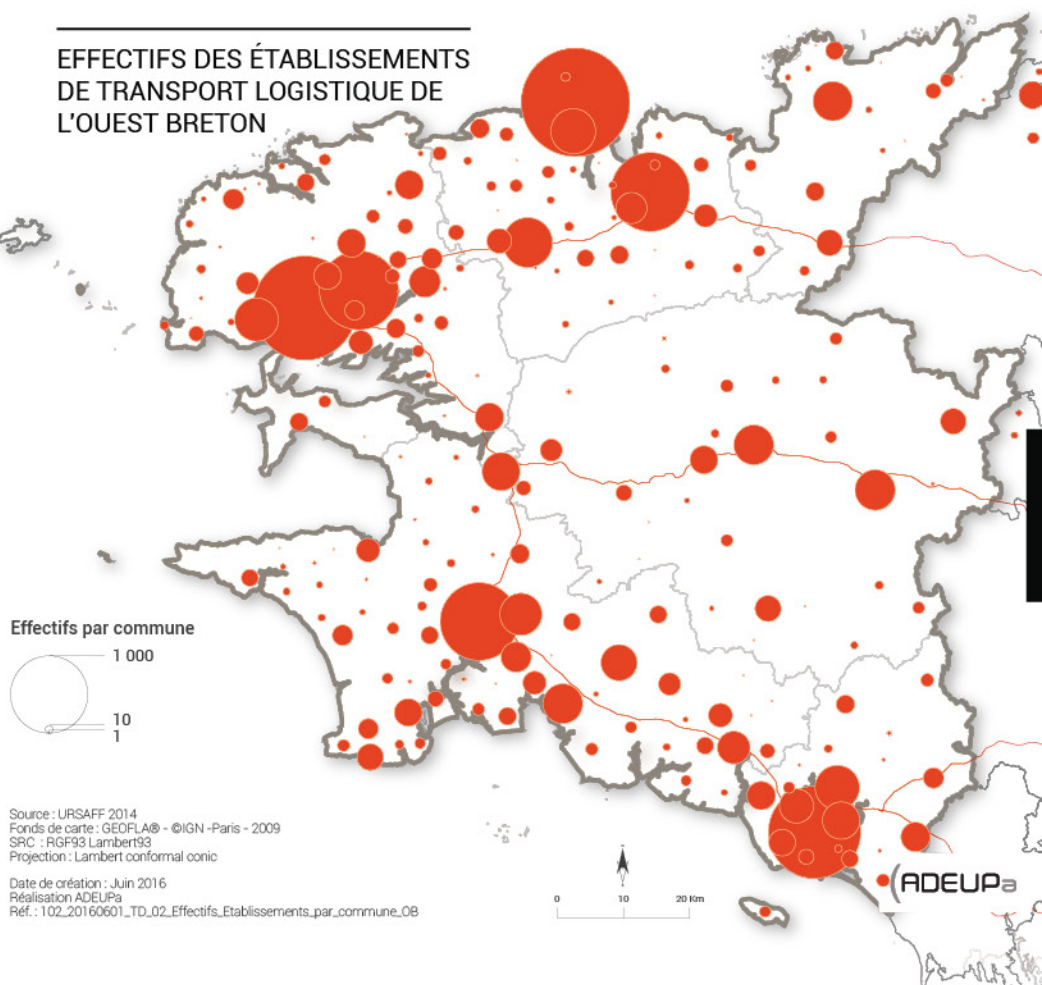 EFFECTIFS DES ÉTABLISSEMENTS
DE TRANSPORT LOGISTIQUE DE
L'OUEST BRETON
Effectifs par commune
1 000
10
1
Source : URSAFF 2014
Fonds de carte : GEOFLA® - ©IGN -Paris - 2009
SRC : RGF93 Lambert93
Projection : Lambert conformal conic
Date de création : Juin 2016
Réalisation ADEUPa
Réf. : 102_20160601_TD_02_Effectifs_Etablissements_par_commune_OB
0 10 20 Km
ADEUPa